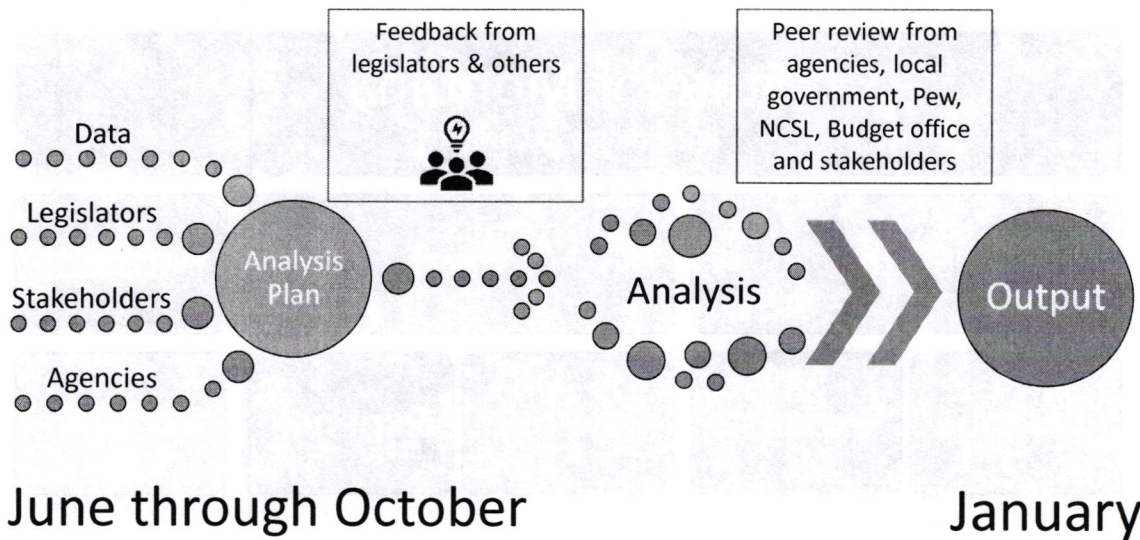 Feedback from
legislators & others
Peer review from
agencies, local
government, Pew,
NCSL, Budget office
and stakeholders
Data
Legislators
Stakeholders
Agencies
Analysis
Plan
Analysis
Output
June through October
January